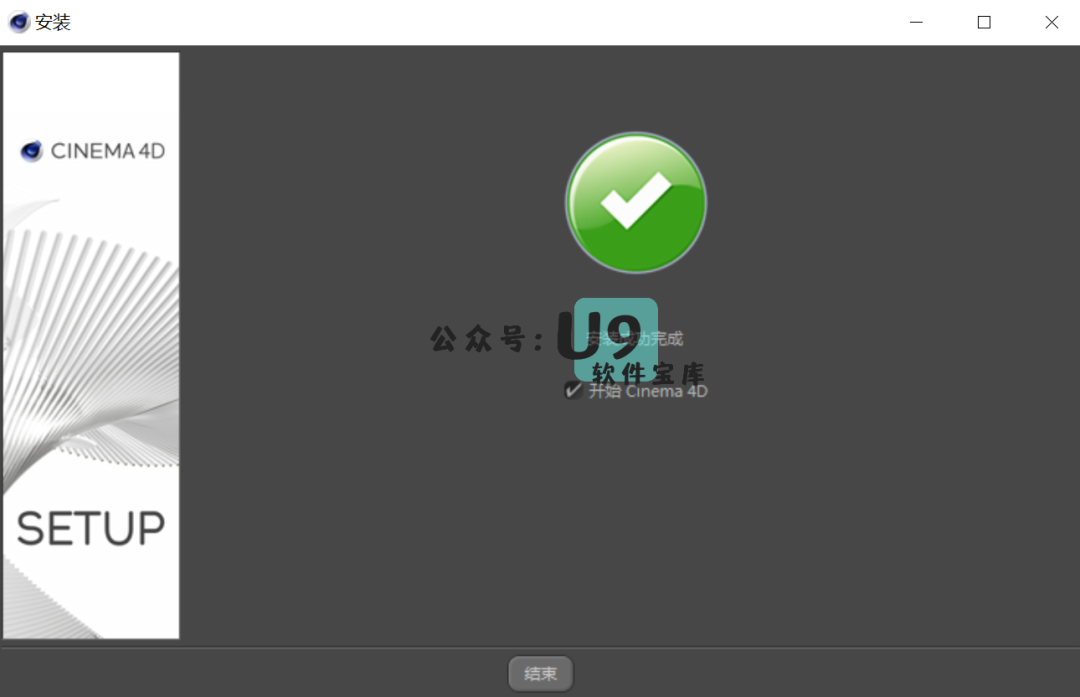 安装
CINEMA 4D
公众号:U9
安装成功完成
软件宝库
开始 Cinema 4D
SETUP
结束